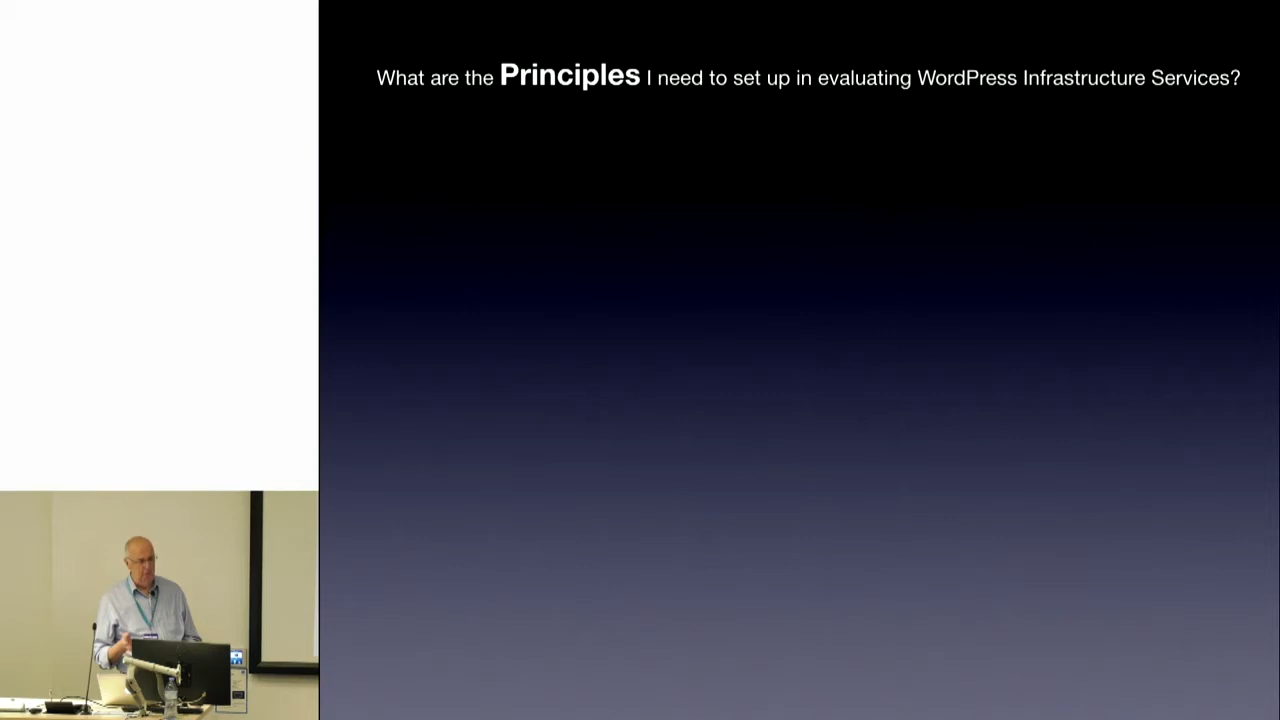 What are the Principles I need to set up in evaluating WordPress Infrastructure Services?